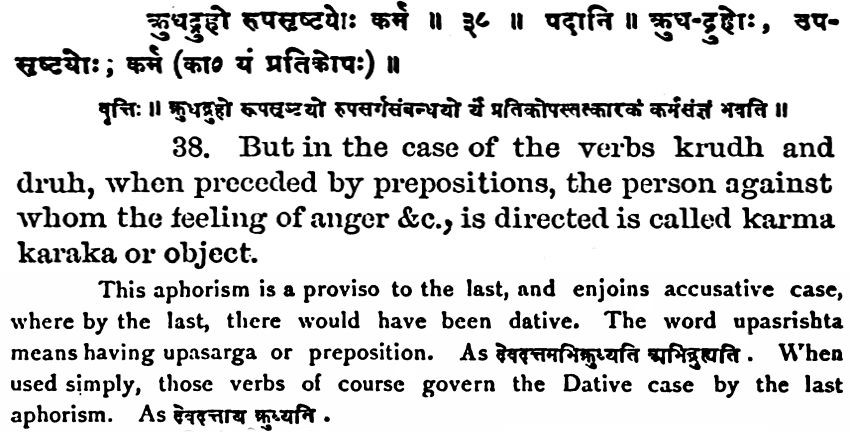 क्रुधद्रुहो रुपसृष्टयोः कर्म ॥ ३८ ॥ पदानि ॥ क्रुध-द्रुहोः, उप-
सृष्टयोः; कर्म (का० यं प्रतिकोपः) ॥
वृत्तिः ॥ क्रुधद्रुहो रूपसृष्टयो रुपसर्गसंबन्धयो र्यं प्रतिकोपस्तत्कारकं कर्मसंज्ञं भवति ॥
38. But in the case of the verbs krudh and
druh, when preceded by prepositions, the person against
whom the feeling of anger &c., is directed is called karma
karaka or object.
This aphorism is a proviso to the last, and enjoins accusative case,
where by the last, there would have been dative. The word upasrishta
means having upasarga or preposition. As देवदत्तमभिक्रुध्यति अभिद्रुह्यति. When
used simply, those verbs of course govern the Dative case by the last
aphorism. As देवदत्ताय क्रुध्यति.